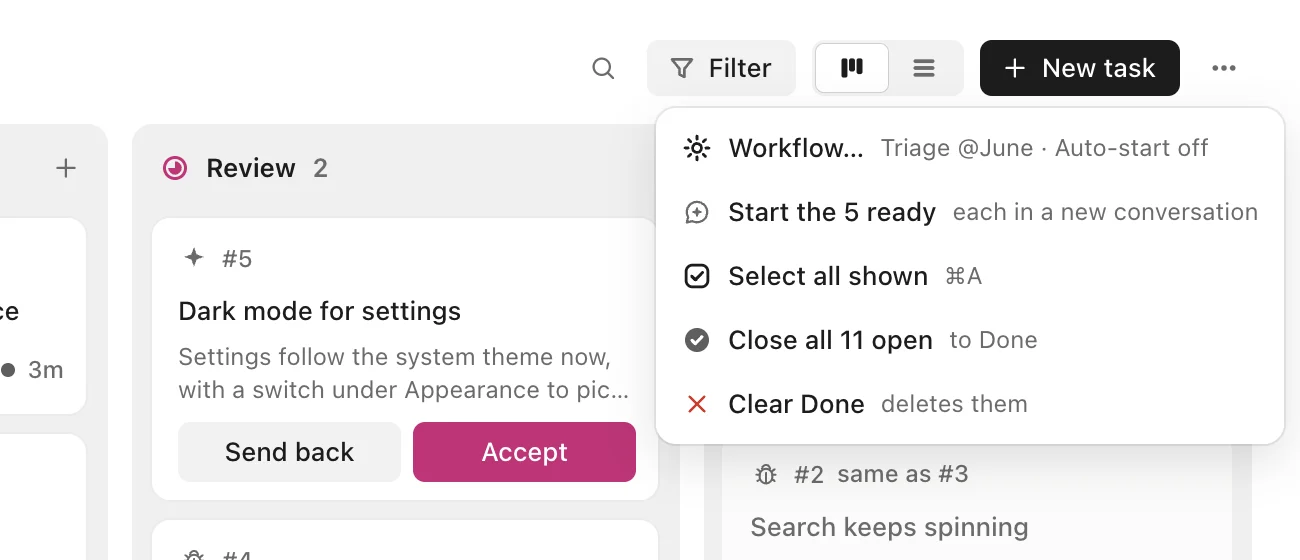 Filter
New task
Workflow... Triage @June · Auto-start off
Start the 5 ready each in a new conversation
Select all shown ⌘A
Close all 11 open to Done
Clear Done deletes them
ce
3m
Review 2
#5
Dark mode for settings
Settings follow the system theme now,
with a switch under Appearance to pic...
Send back
Accept
#4
#2 same as #3
Search keeps spinning